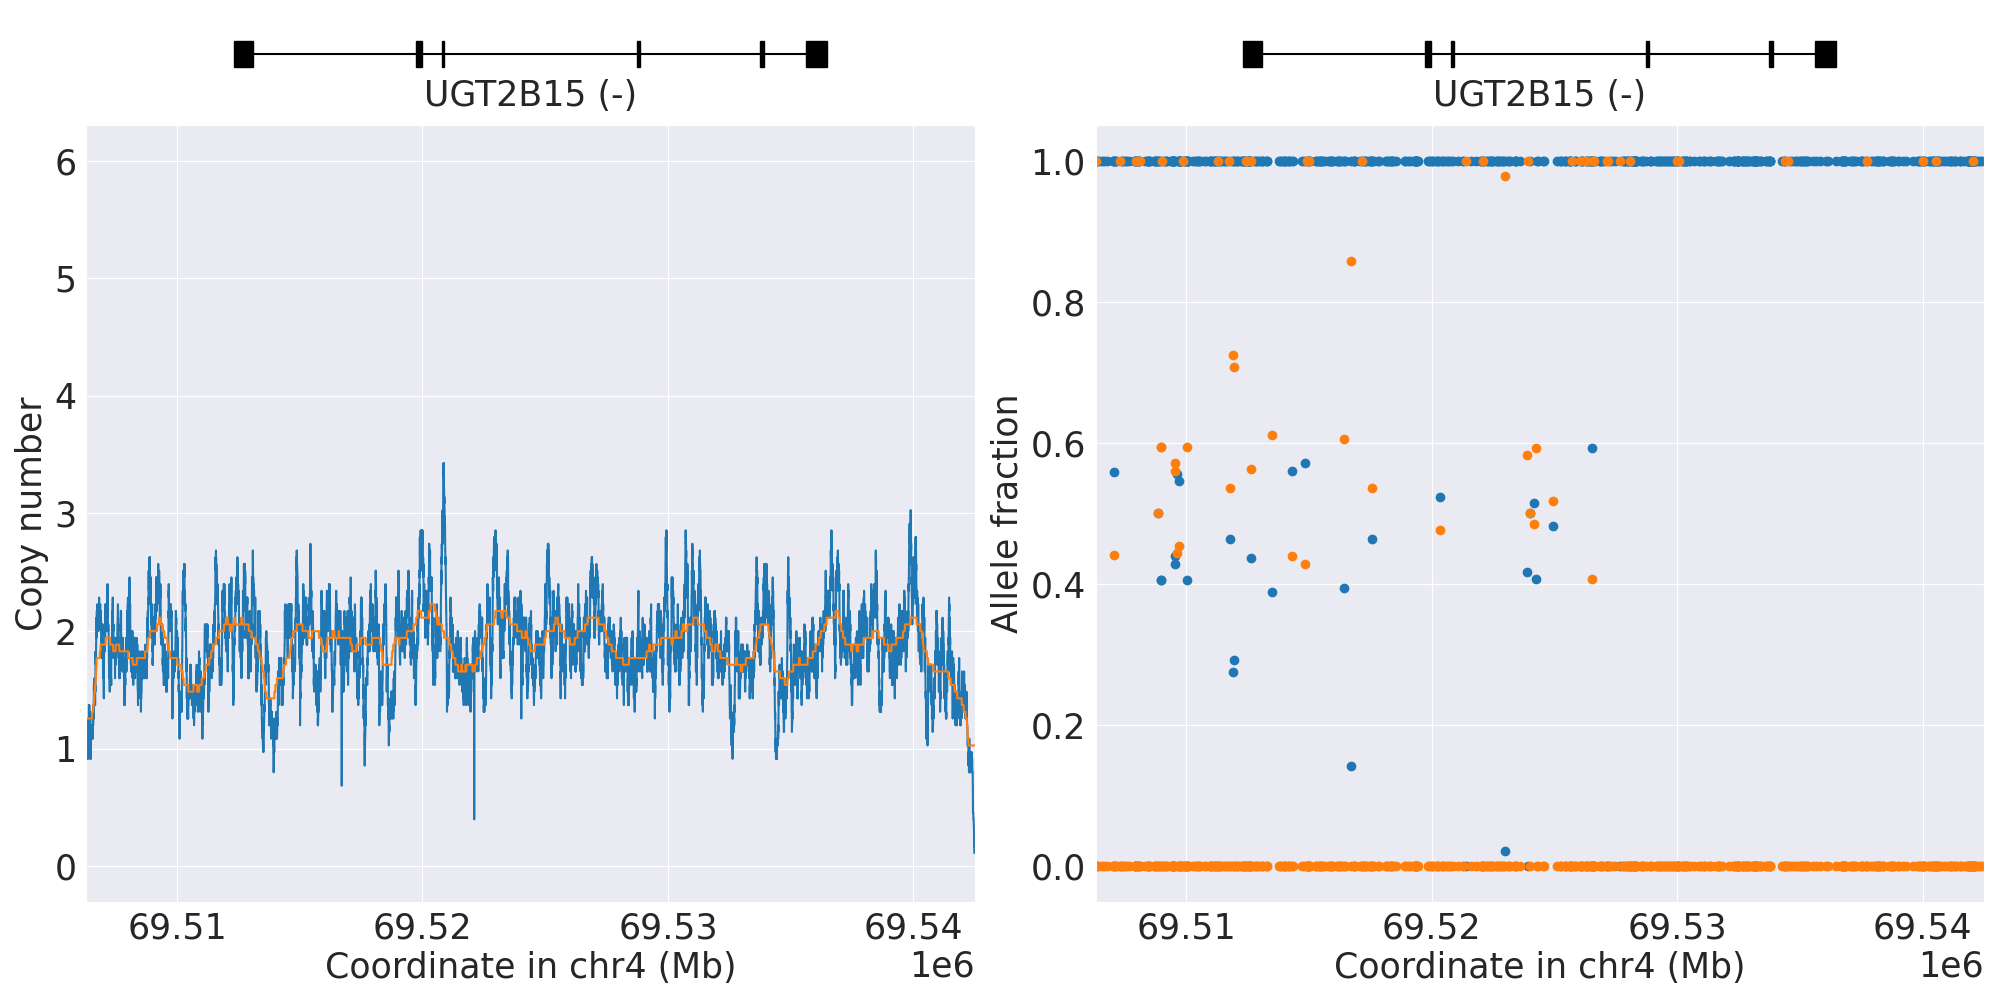 UGT2B15 (-)
6
5
4
3
2
1
0
Copy number
69.51 69.52 69.53 69.54
Coordinate in chr4 (Mb)
1e6
UGT2B15 (-)
1.0
0.8
0.6
0.4
0.2
0.0
Allele fraction
69.51 69.52 69.53 69.54
Coordinate in chr4 (Mb)
1e6